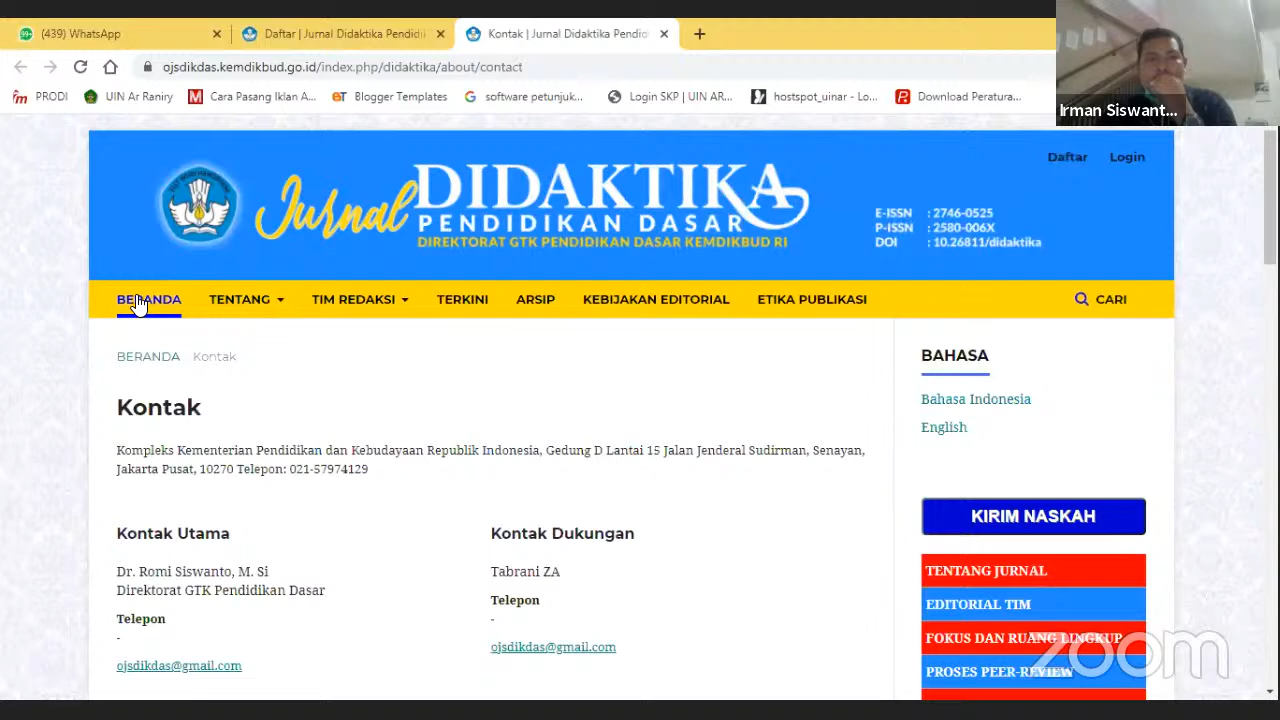 (439) WhatsApp
Daftar | Jurnal Didaktika Pendidi
Kontak | Jurnal Didaktika Pendid
ojsdikdas.kemdikbud.go.id/index.php/didaktika/about/contact
PRODI
UIN Ar Raniry
Cara Pasang Iklan A...
Blogger Templates
software petunjuk...
Login SKP | UIN AR...
hostspot_uinar - Lo...
Download Peratura...
Irman Siswant...
Daftar Login
Jurnal DIDAKTIKA
PENDIDIKAN DASAR
DIREKTORAT GTK PENDIDIKAN DASAR KEMDIKBUD RI
E-ISSN : 2746-0525
P-ISSN : 2580-006X
DOI : 10.26811/didaktika
BERANDA TENTANG TIM REDAKSI TERKINI ARSIP KEBIJAKAN EDITORIAL ETIKA PUBLIKASI CARI
BERANDA Kontak
Kontak
Kompleks Kementerian Pendidikan dan Kebudayaan Republik Indonesia, Gedung D Lantai 15 Jalan Jenderal Sudirman, Senayan,
Jakarta Pusat, 10270 Telepon: 021-57974129
Kontak Utama
Dr. Romi Siswanto, M. Si
Direktorat GTK Pendidikan Dasar
Telepon
-
ojsdikdas@gmail.com
Kontak Dukungan
Tabrani ZA
Telepon
-
ojsdikdas@gmail.com
BAHASA
Bahasa Indonesia
English
KIRIM NASKAH
TENTANG JURNAL
EDITORIAL TIM
FOKUS DAN RUANG LINGKUP
PROSES PEER-REVIEW
zoom